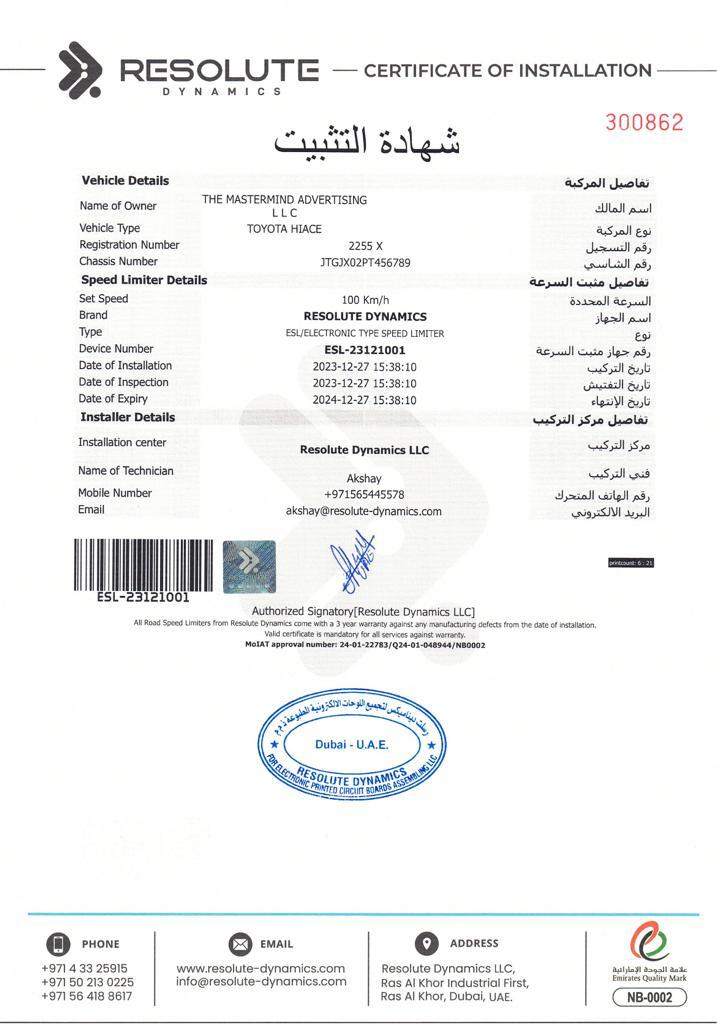 RESOLUTE
DYNAMICS
CERTIFICATE OF INSTALLATION
300862
شهادة التثبيت
Vehicle Details تفاصيل المركبة
Name of Owner THE MASTERMIND ADVERTISING L L C اسم المالك
Vehicle Type TOYOTA HIACE نوع المركبة
Registration Number 2255 X رقم التسجيل
Chassis Number JTGJX02PT456789 رقم الشاسي
Speed Limiter Details تفاصيل مثبت السرعة
Set Speed 100 Km/h السرعة المحددة
Brand RESOLUTE DYNAMICS اسم الجهاز
Type ESL/ELECTRONIC TYPE SPEED LIMITER نوع
Device Number ESL-23121001 رقم جهاز مثبت السرعة
Date of Installation 2023-12-27 15:38:10 تاريخ التركيب
Date of Inspection 2023-12-27 15:38:10 تاريخ التفتيش
Date of Expiry 2024-12-27 15:38:10 تاريخ الإنتهاء
Installer Details تفاصيل مركز التركيب
Installation center Resolute Dynamics LLC مركز التركيب
Name of Technician Akshay فني التركيب
Mobile Number +971565445578 رقم الهاتف المتحرك
Email akshay@resolute-dynamics.com البريد الالكتروني
ESL-23121001
RESOLUTE
printcount: 6 : 21
Authorized Signatory[Resolute Dynamics LLC]
All Road Speed Limiters from Resolute Dynamics come with a 3 year warranty against any manufacturing defects from the date of installation.
Valid certificate is mandatory for all services against warranty.
MoIAT approval number: 24-01-22783/Q24-01-048944/NB0002
رسلت ديناميكس لتجميع اللوحات الالكترونية المطبوعة ذ.م.م
Dubai - U.A.E.
RESOLUTE DYNAMICS
FOR ELECTRONIC PRINTED CIRCUIT BOARDS ASSEMBLING LLC
PHONE
+971 4 33 25915
+971 50 213 0225
+971 56 418 8617
EMAIL
www.resolute-dynamics.com
info@resolute-dynamics.com
ADDRESS
Resolute Dynamics LLC,
Ras Al Khor Industrial First,
Ras Al Khor, Dubai, UAE.
علامة الجودة الإماراتية
Emirates Quality Mark
NB-0002